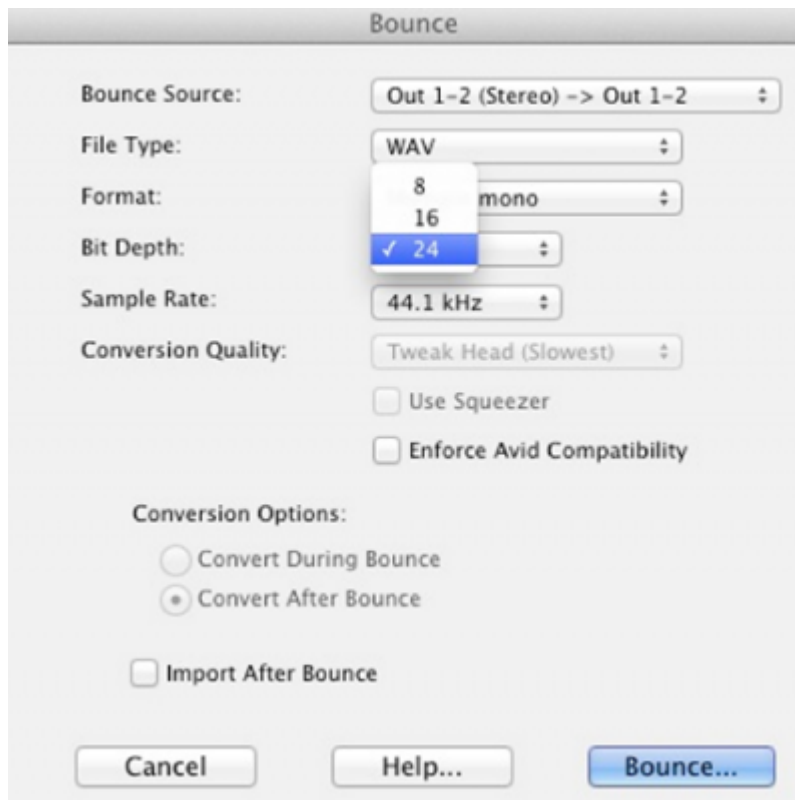 Bounce
Bounce Source: Out 1-2 (Stereo) -> Out 1-2
File Type: WAV
Format: mono
8
16
Bit Depth: ✓ 24
Sample Rate: 44.1 kHz
Conversion Quality: Tweak Head (Slowest)
Use Squeezer
Enforce Avid Compatibility
Conversion Options:
Convert During Bounce
Convert After Bounce
Import After Bounce
Cancel Help... Bounce...